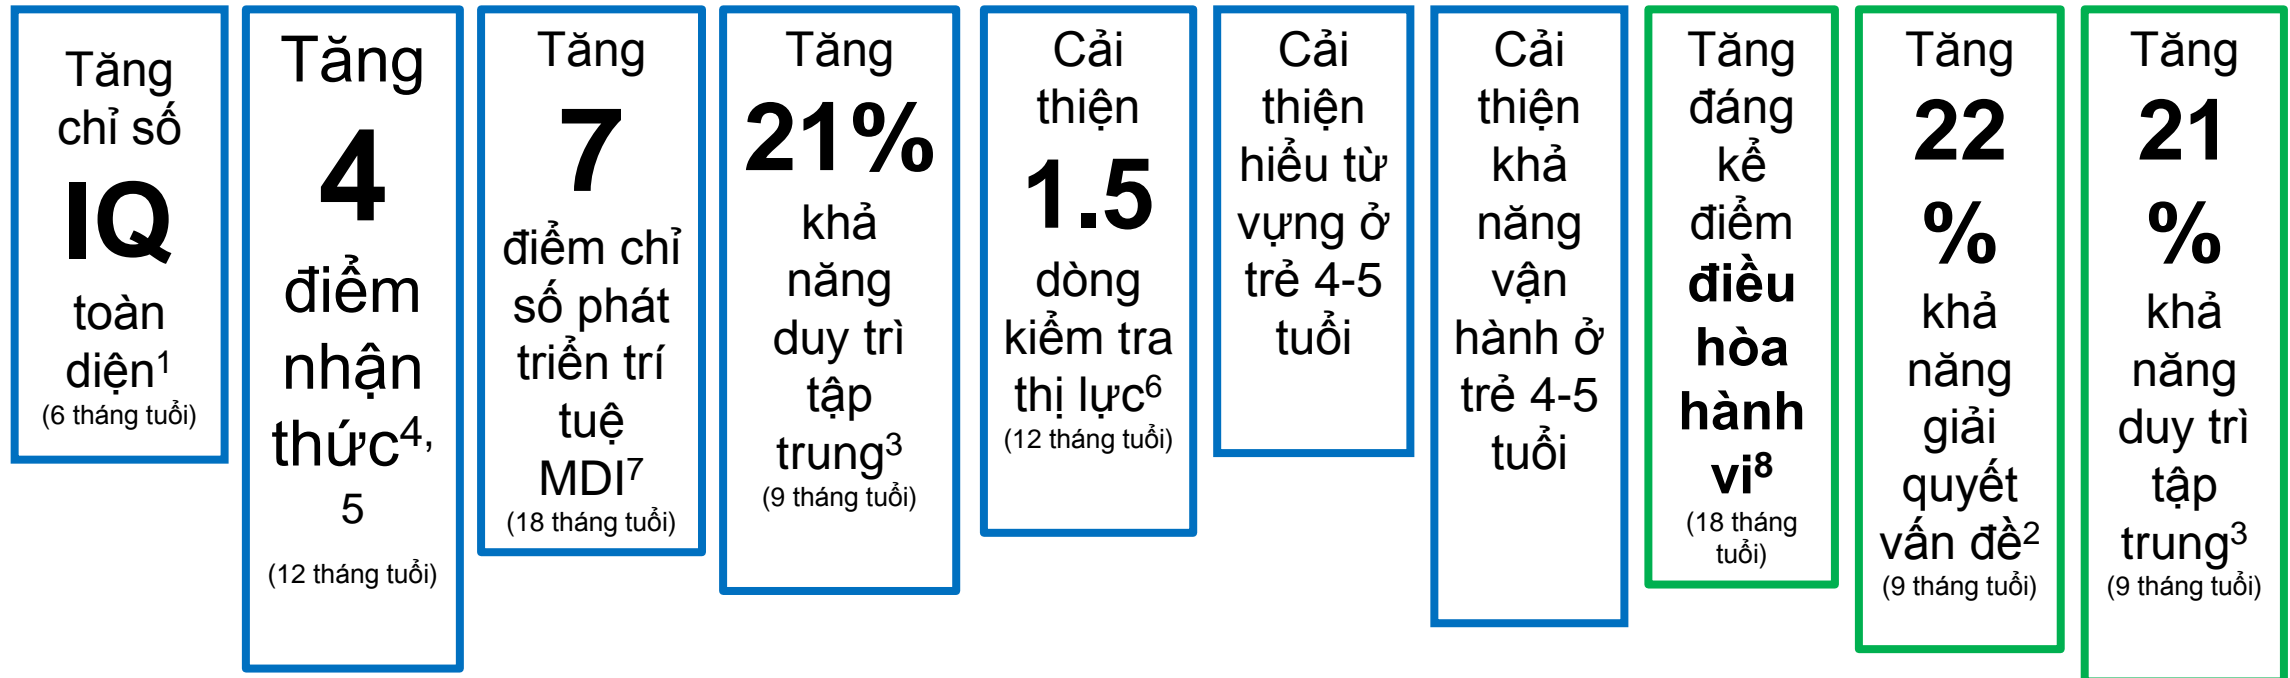 Tăng
chỉ số
IQ
toàn
diện¹
(6 tháng tuổi)
Tăng
4
điểm
nhận
thức⁴,
5
(12 tháng tuổi)
Tăng
7
điểm chỉ
số phát
triển trí
tuệ
MDI⁷
(18 tháng tuổi)
Tăng
21%
khả
năng
duy trì
tập
trung³
(9 tháng tuổi)
Cải
thiện
1.5
dòng
kiểm tra
thị lực⁶
(12 tháng tuổi)
Cải
thiện
hiểu từ
vựng ở
trẻ 4-5
tuổi
Cải
thiện
khả
năng
vận
hành ở
trẻ 4-5
tuổi
Tăng
đáng
kể
điểm
điều
hòa
hành
vi⁸
(18 tháng
tuổi)
Tăng
22
%
khả
năng
giải
quyết
vấn đề²
(9 tháng tuổi)
Tăng
21
%
khả
năng
duy trì
tập
trung³
(9 tháng tuổi)